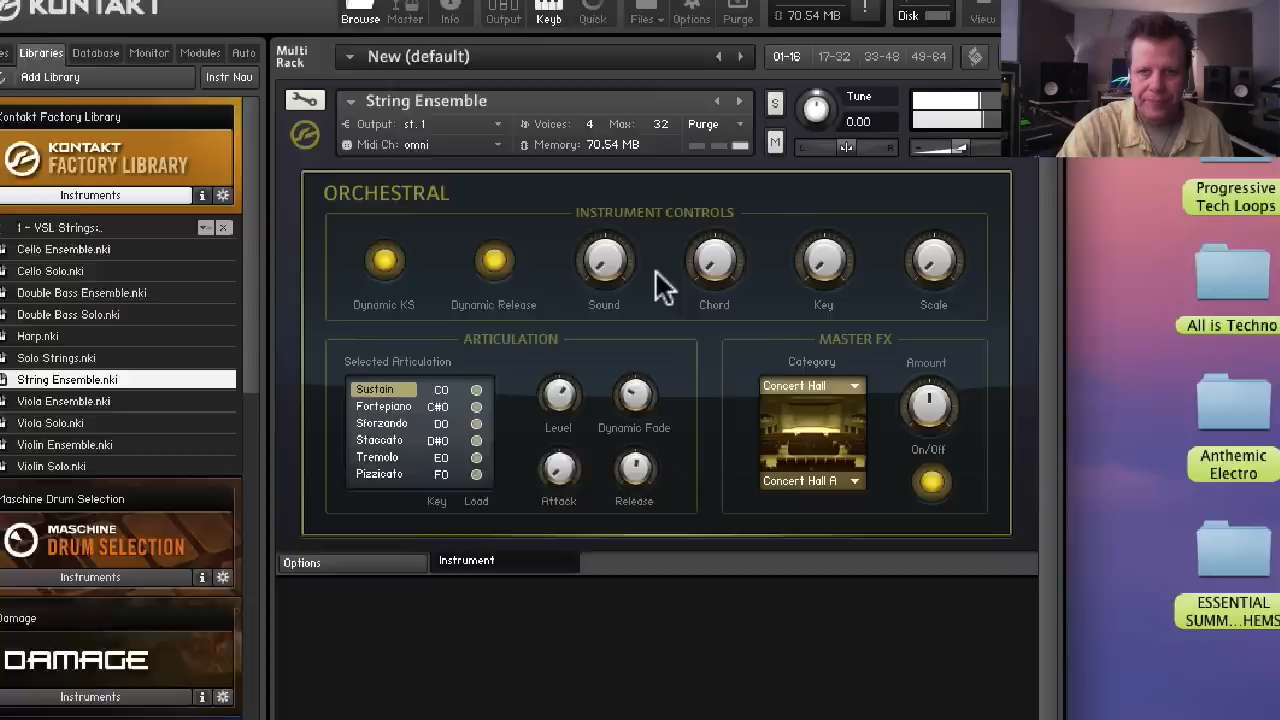 KONTAKT
Browse Master Info Output Keyb Quick Files Options Purge 70.54 MB ! Disk View
Libraries Database Monitor Modules Auto
Add Library Instr Nav
Multi
Rack
New (default)
01-16 17-32 33-48 49-64
Kontakt Factory Library
KONTAKT
FACTORY LIBRARY
Instruments i
1 - VSL Strings..
Cello Ensemble.nki
Cello Solo.nki
Double Bass Ensemble.nki
Double Bass Solo.nki
Harp.nki
Solo Strings.nki
String Ensemble.nki
Viola Ensemble.nki
Viola Solo.nki
Violin Ensemble.nki
Violin Solo.nki
Maschine Drum Selection
MASCHINE
DRUM SELECTION
Instruments i
Damage
DAMAGE
Instruments i
String Ensemble
Output: st.1 Voices: 4 Max: 32 Purge
Midi Ch: omni Memory: 70.54 MB
S
M
Tune
0.00
L R
ORCHESTRAL
INSTRUMENT CONTROLS
Dynamic KS Dynamic Release Sound Chord Key Scale
ARTICULATION
Selected Articulation
Sustain C0
Fortepiano C#0
Sforzando D0
Staccato D#0
Tremolo E0
Pizzicato F0
Key Load
Level Dynamic Fade
Attack Release
MASTER FX
Category Amount
Concert Hall
Concert Hall A
On/Off
Options Instrument
Progressive
Tech Loops
All is Techno
Anthemic
Electro
ESSENTIAL
SUMM...HEMS